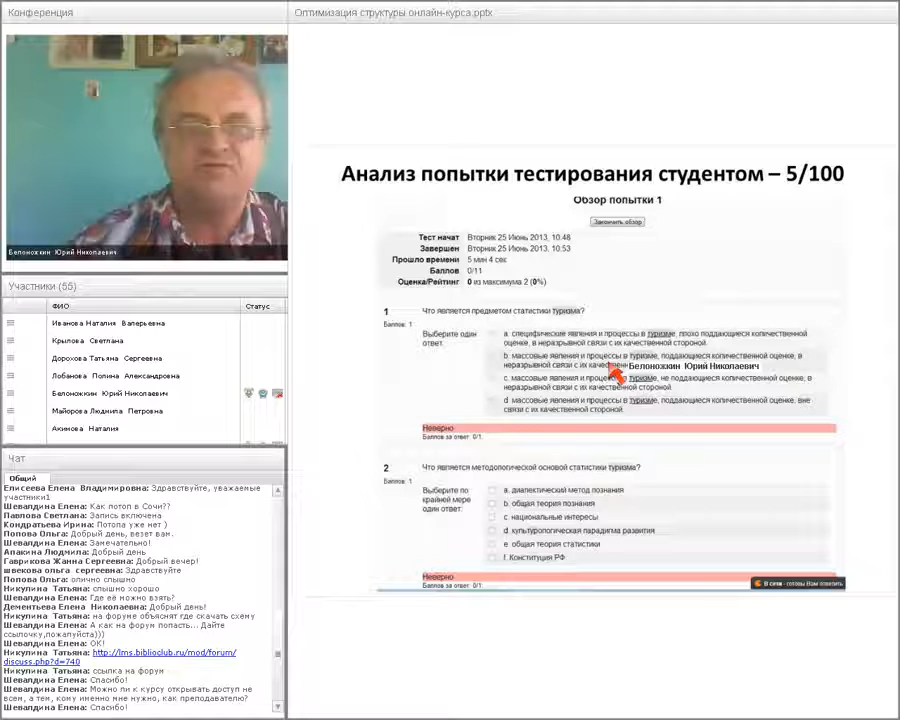 Конференция
Белоножкин Юрий Николаевич
Участники (55)
ФИО
Статус
Иванова Наталия Валерьевна
Крылова Светлана
Дорохова Татьяна Сергеевна
Лобанова Полина Александровна
Белоножкин Юрий Николаевич
Майорова Людмила Петровна
Акимова Наталия
Чат
Общий
Елисеева Елена Владимировна: Здравствуйте, уважаемые
участники1
Шевалдина Елена: Как потоп в Сочи??
Павлова Светлана: Запись включена
Кондратьева Ирина: Потопа уже нет )
Попова Ольга: Добрый день, везет вам.
Шевалдина Елена: Замечательно!
Апакина Людмила: Добрый день
Гаврикова Жанна Сергеевна: Добрый вечер!
швекова ольга сергеевна: Здравствуйте
Попова Ольга: олично слышно
Никулина Татьяна: слышно хорошо
Шевалдина Елена: Где её можно взять?
Дементьева Елена Николаевна: Добрый день!
Никулина Татьяна: на форуме объяснят где скачать схему
Шевалдина Елена: А как на форум попасть... Дайте
ссылочку,пожалуйста)))
Шевалдина Елена: ОК!
Никулина Татьяна: http://lms.biblioclub.ru/mod/forum/
discuss.php?d=740
Никулина Татьяна: ссылка на форум
Шевалдина Елена: Спасибо!
Шевалдина Елена: Можно ли к курсу открывать доступ не
всем, а тем, кому именно мне нужно, как преподавателю?
Шевалдина Елена: Спасибо!
Оптимизация структуры онлайн-курса.pptx
Анализ попытки тестирования студентом – 5/100
Обзор попытки 1
Закончить обзор
Тест начат Вторник 25 Июнь 2013, 10:48
Завершен Вторник 25 Июнь 2013, 10:53
Прошло времени 5 мин 4 сек
Баллов 0/11
Оценка/Рейтинг 0 из максимума 2 (0%)
1 Что является предметом статистики туризма?
Баллов: 1
Выберите один
ответ.
a. специфические явления и процессы в туризме, плохо поддающиеся количественной
оценке, в неразрывной связи с их качественной стороной.
b. массовые явления и процессы в туризме, поддающиеся количественной оценке, в
неразрывной связи с их качественн
Белоножкин Юрий Николаевич
c. массовые явления и процессы в туризме, не поддающиеся количественной оценке, в
неразрывной связи с их качественной стороной
d. массовые явления и процессы в туризме, поддающиеся количественной оценке, вне
связи с их качественной стороной.
Неверно
Баллов за ответ: 0/1.
2 Что является методологической основой статистики туризма?
Баллов: 1
Выберите по
крайней мере
один ответ:
a. диалектический метод познания
b. общая теория познания
c. национальные интересы
d. культурологическая парадигма развития
e. общая теория статистики
f. Конституция РФ
Неверно
Баллов за ответ: 0/1.
В сети - готовы Вам ответить